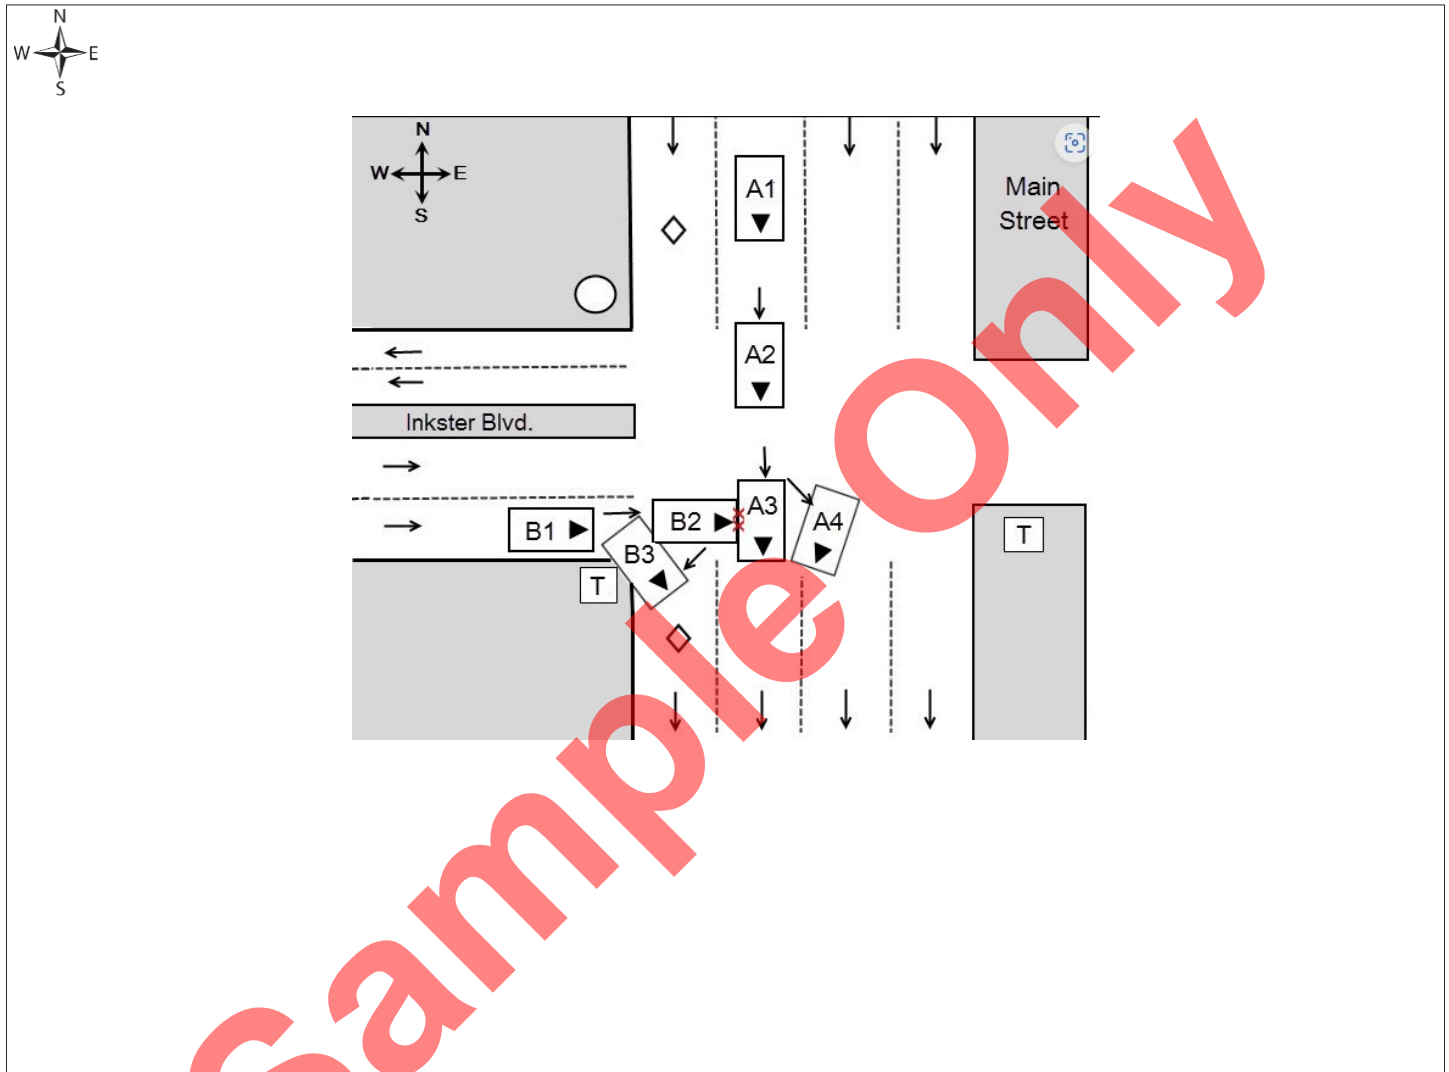 N
W E
S
N
W E
S
A1
Main
Street
A2
Inkster Blvd.
A3
B2
A4
B1
B3
T
T
Sample Only